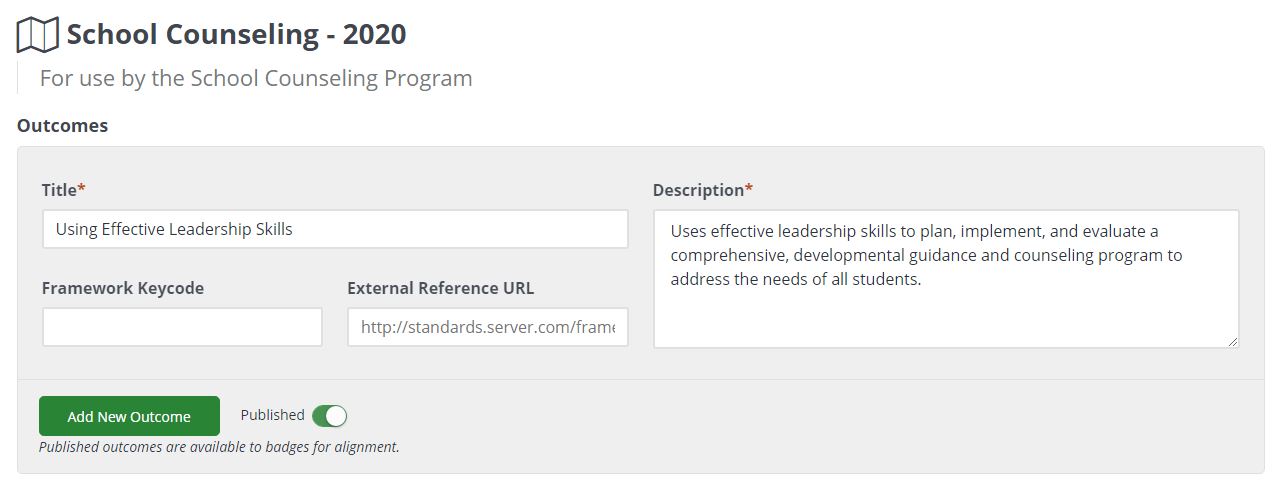 School Counseling - 2020
For use by the School Counseling Program
Outcomes
Title*
Using Effective Leadership Skills
Description*
Uses effective leadership skills to plan, implement, and evaluate a
comprehensive, developmental guidance and counseling program to
address the needs of all students.
Framework Keycode
External Reference URL
http://standards.server.com/frame
Add New Outcome
Published
Published outcomes are available to badges for alignment.